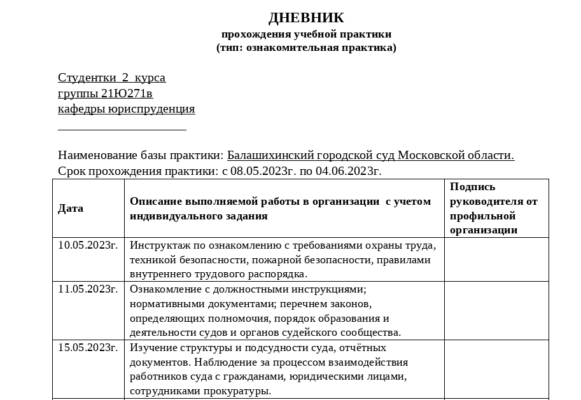 ДНЕВНИК
прохождения учебной практики
(тип: ознакомительная практика)
Студентки 2 курса
группы 21Ю271в
кафедры юриспруденция
Наименование базы практики: Балашихинский городской суд Московской области.
Срок прохождения практики: с 08.05.2023г. по 04.06.2023г.
Дата
Описание выполняемой работы в организации с учетом
индивидуального задания
Подпись
руководителя от
профильной
организации
10.05.2023г.
Инструктаж по ознакомлению с требованиями охраны труда,
техникой безопасности, пожарной безопасности, правилами
внутреннего трудового распорядка.
11.05.2023г.
Ознакомление с должностными инструкциями;
нормативными документами; перечнем законов,
определяющих полномочия, порядок образования и
деятельности судов и органов судейского сообщества.
15.05.2023г.
Изучение структуры и подсудности суда, отчётных
документов. Наблюдение за процессом взаимодействия
работников суда с гражданами, юридическими лицами,
сотрудниками прокуратуры.